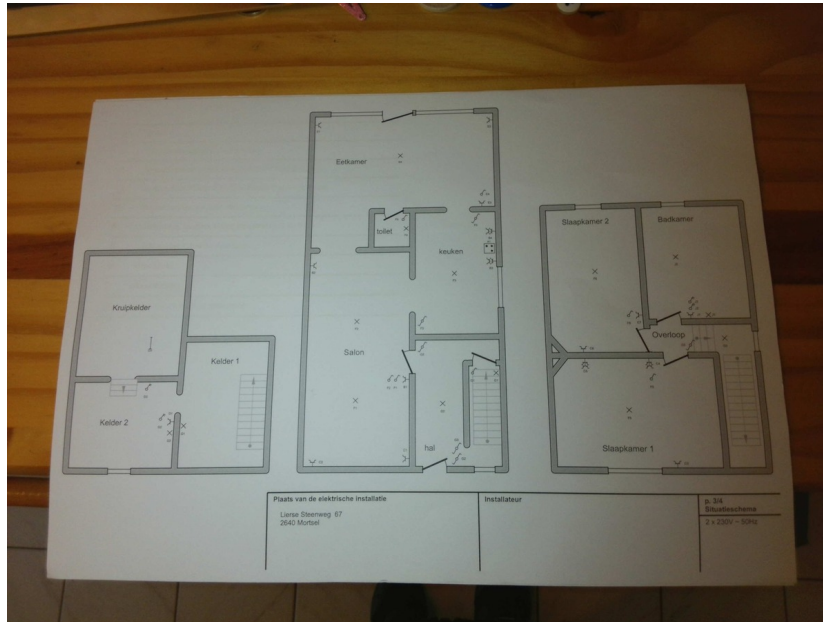 Eetkamer
toilet
keuken
Salon
hal
Kruipkelder
Kelder 1
Kelder 2
Slaapkamer 2
Badkamer
Overloop
Slaapkamer 1
Plaats van de elektrische installatie
Lierse Steenweg 67
2640 Mortsel
Installateur
p. 3/4
Situatieschema
2 x 230V ~ 50Hz